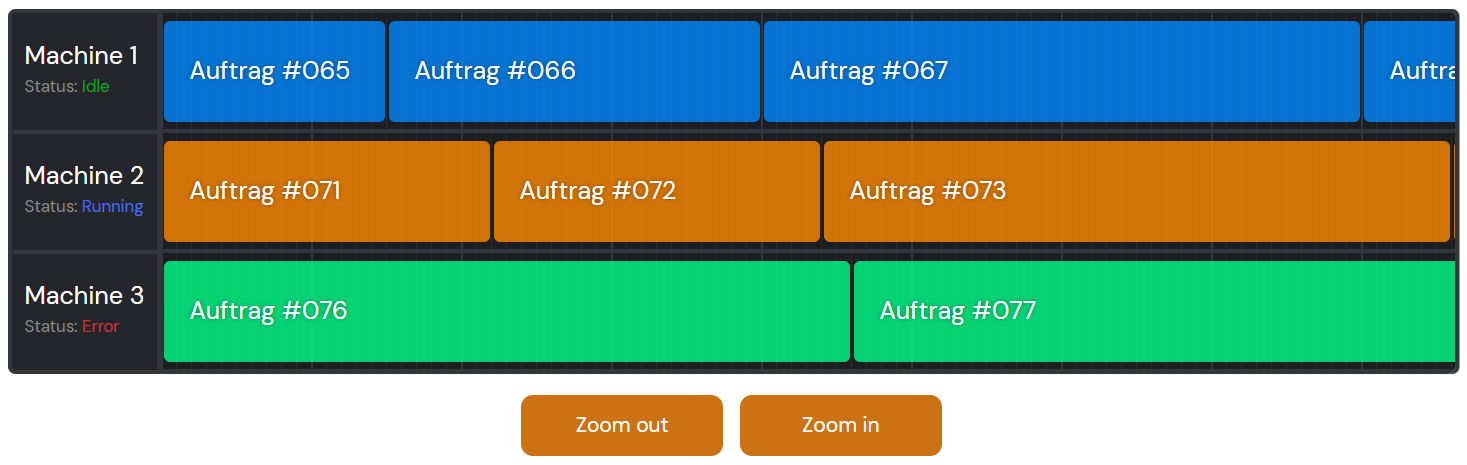 Machine 1
Status: Idle
Auftrag #065
Auftrag #066
Auftrag #067
Machine 2
Status: Running
Auftrag #071
Auftrag #072
Auftrag #073
Machine 3
Status: Error
Auftrag #076
Auftrag #077
Zoom out
Zoom in